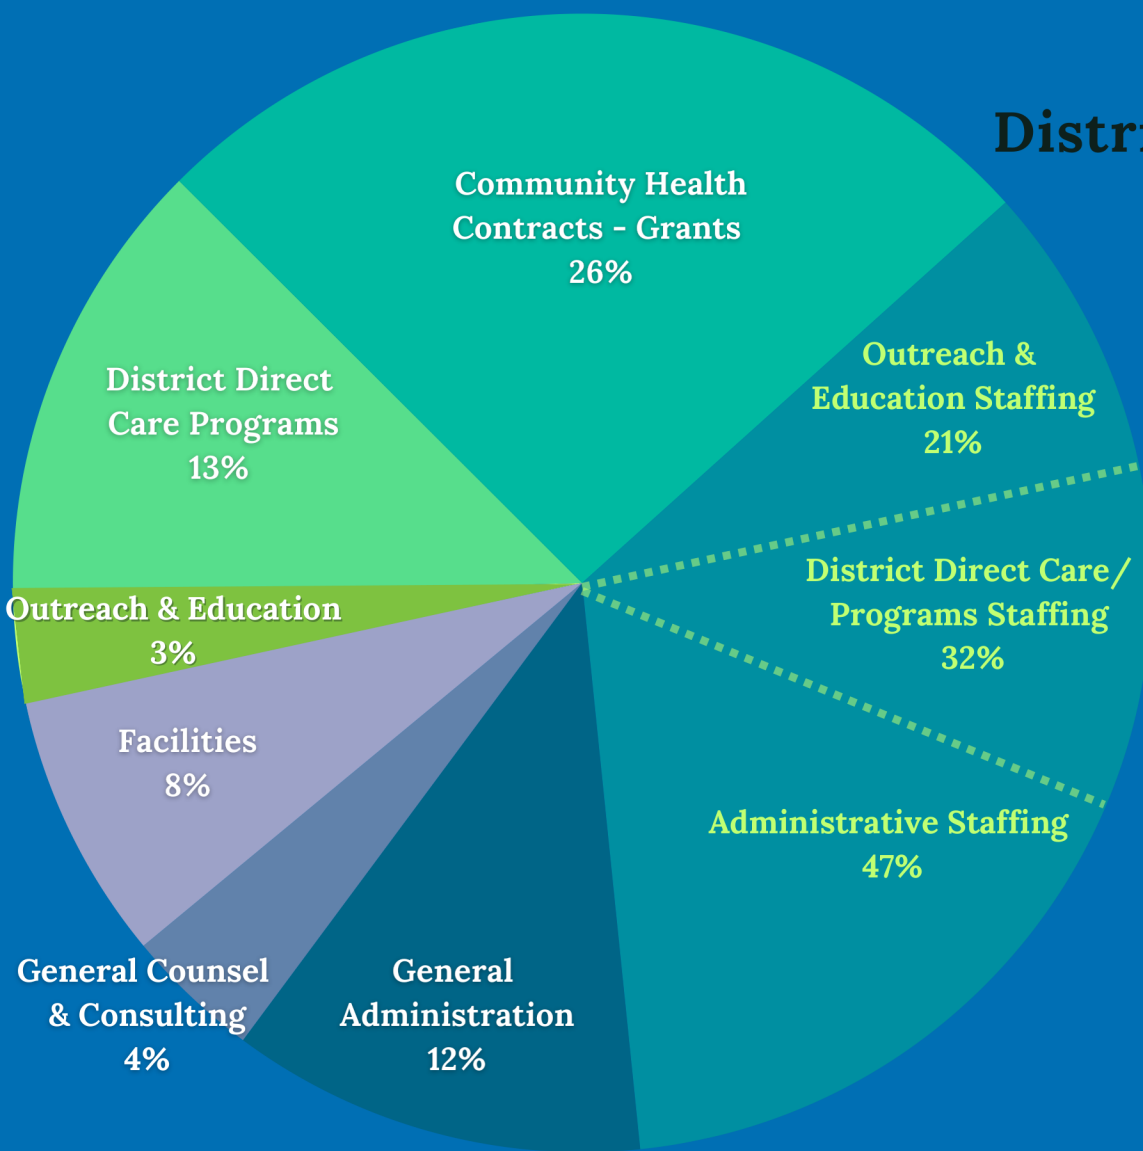 Community Health
Contracts - Grants
26%
Outreach &
Education Staffing
21%
District Direct
Care Programs
13%
District Direct Care/
Programs Staffing
32%
Outreach & Education
3%
Facilities
8%
Administrative Staffing
47%
General Counsel
& Consulting
4%
General
Administration
12%